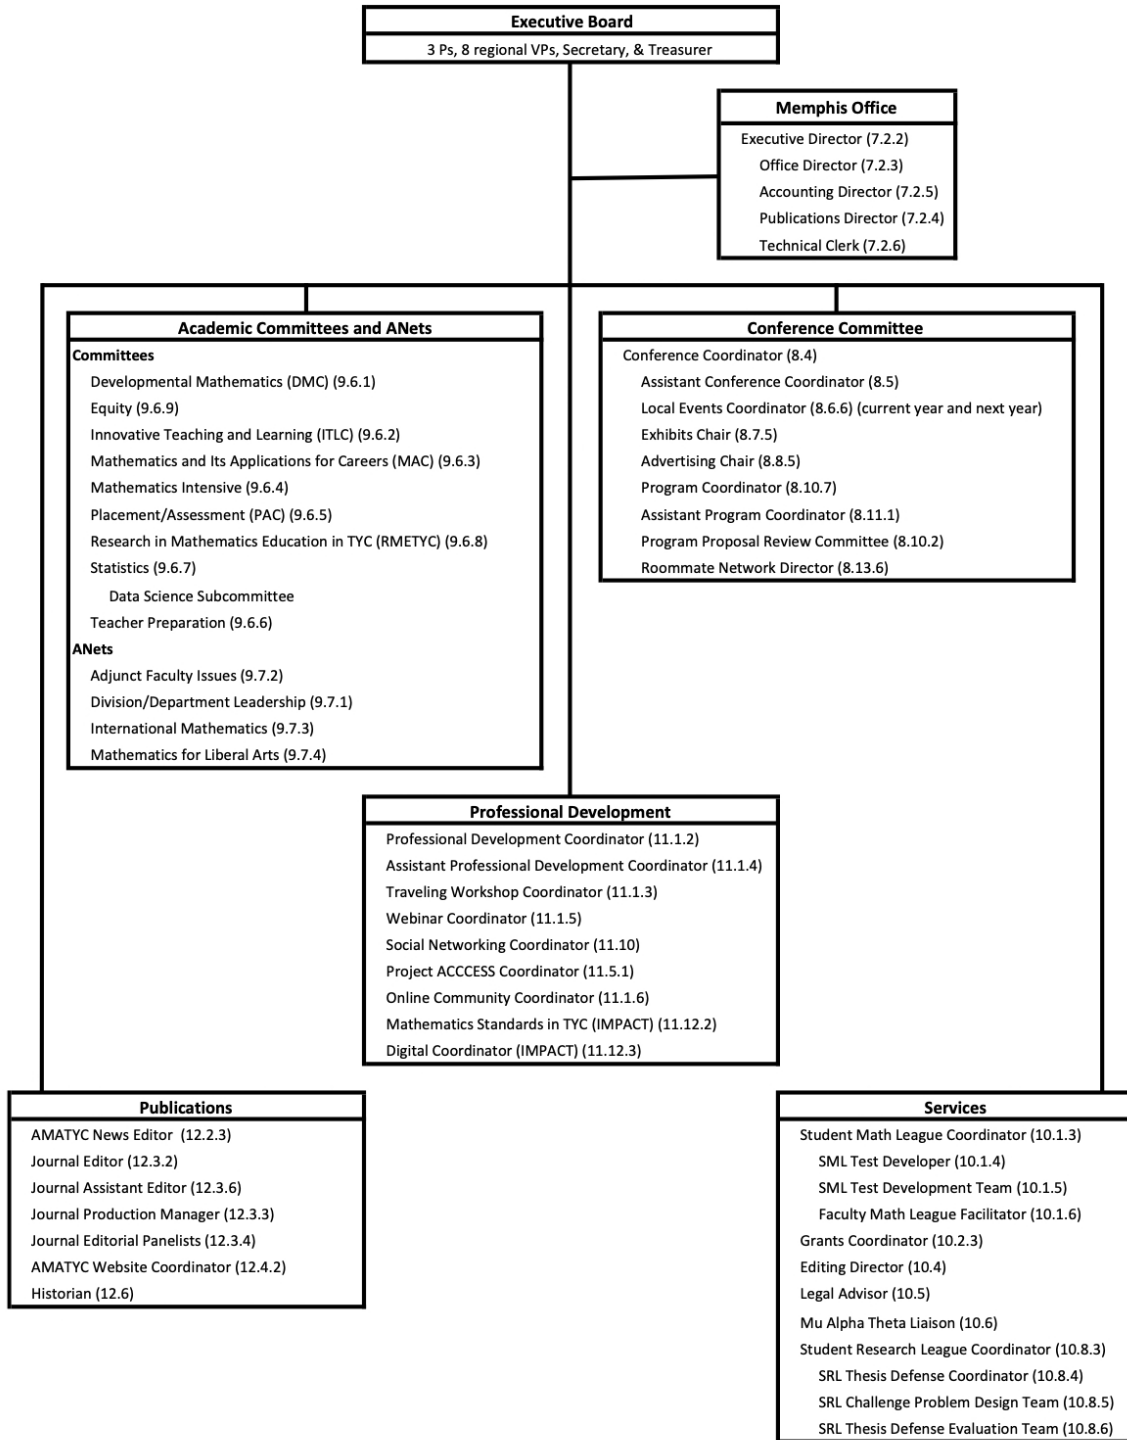 Executive Board
3 Ps, 8 regional VPs, Secretary, & Treasurer
Memphis Office
Executive Director (7.2.2)
Office Director (7.2.3)
Accounting Director (7.2.5)
Publications Director (7.2.4)
Technical Clerk (7.2.6)
Academic Committees and ANets
Committees
Developmental Mathematics (DMC) (9.6.1)
Equity (9.6.9)
Innovative Teaching and Learning (ITLC) (9.6.2)
Mathematics and Its Applications for Careers (MAC) (9.6.3)
Mathematics Intensive (9.6.4)
Placement/Assessment (PAC) (9.6.5)
Research in Mathematics Education in TYC (RMETYC) (9.6.8)
Statistics (9.6.7)
Data Science Subcommittee
Teacher Preparation (9.6.6)
ANets
Adjunct Faculty Issues (9.7.2)
Division/Department Leadership (9.7.1)
International Mathematics (9.7.3)
Mathematics for Liberal Arts (9.7.4)
Conference Committee
Conference Coordinator (8.4)
Assistant Conference Coordinator (8.5)
Local Events Coordinator (8.6.6) (current year and next year)
Exhibits Chair (8.7.5)
Advertising Chair (8.8.5)
Program Coordinator (8.10.7)
Assistant Program Coordinator (8.11.1)
Program Proposal Review Committee (8.10.2)
Roommate Network Director (8.13.6)
Professional Development
Professional Development Coordinator (11.1.2)
Assistant Professional Development Coordinator (11.1.4)
Traveling Workshop Coordinator (11.1.3)
Webinar Coordinator (11.1.5)
Social Networking Coordinator (11.10)
Project ACCCESS Coordinator (11.5.1)
Online Community Coordinator (11.1.6)
Mathematics Standards in TYC (IMPACT) (11.12.2)
Digital Coordinator (IMPACT) (11.12.3)
Publications
AMATYC News Editor (12.2.3)
Journal Editor (12.3.2)
Journal Assistant Editor (12.3.6)
Journal Production Manager (12.3.3)
Journal Editorial Panelists (12.3.4)
AMATYC Website Coordinator (12.4.2)
Historian (12.6)
Services
Student Math League Coordinator (10.1.3)
SML Test Developer (10.1.4)
SML Test Development Team (10.1.5)
Faculty Math League Facilitator (10.1.6)
Grants Coordinator (10.2.3)
Editing Director (10.4)
Legal Advisor (10.5)
Mu Alpha Theta Liaison (10.6)
Student Research League Coordinator (10.8.3)
SRL Thesis Defense Coordinator (10.8.4)
SRL Challenge Problem Design Team (10.8.5)
SRL Thesis Defense Evaluation Team (10.8.6)